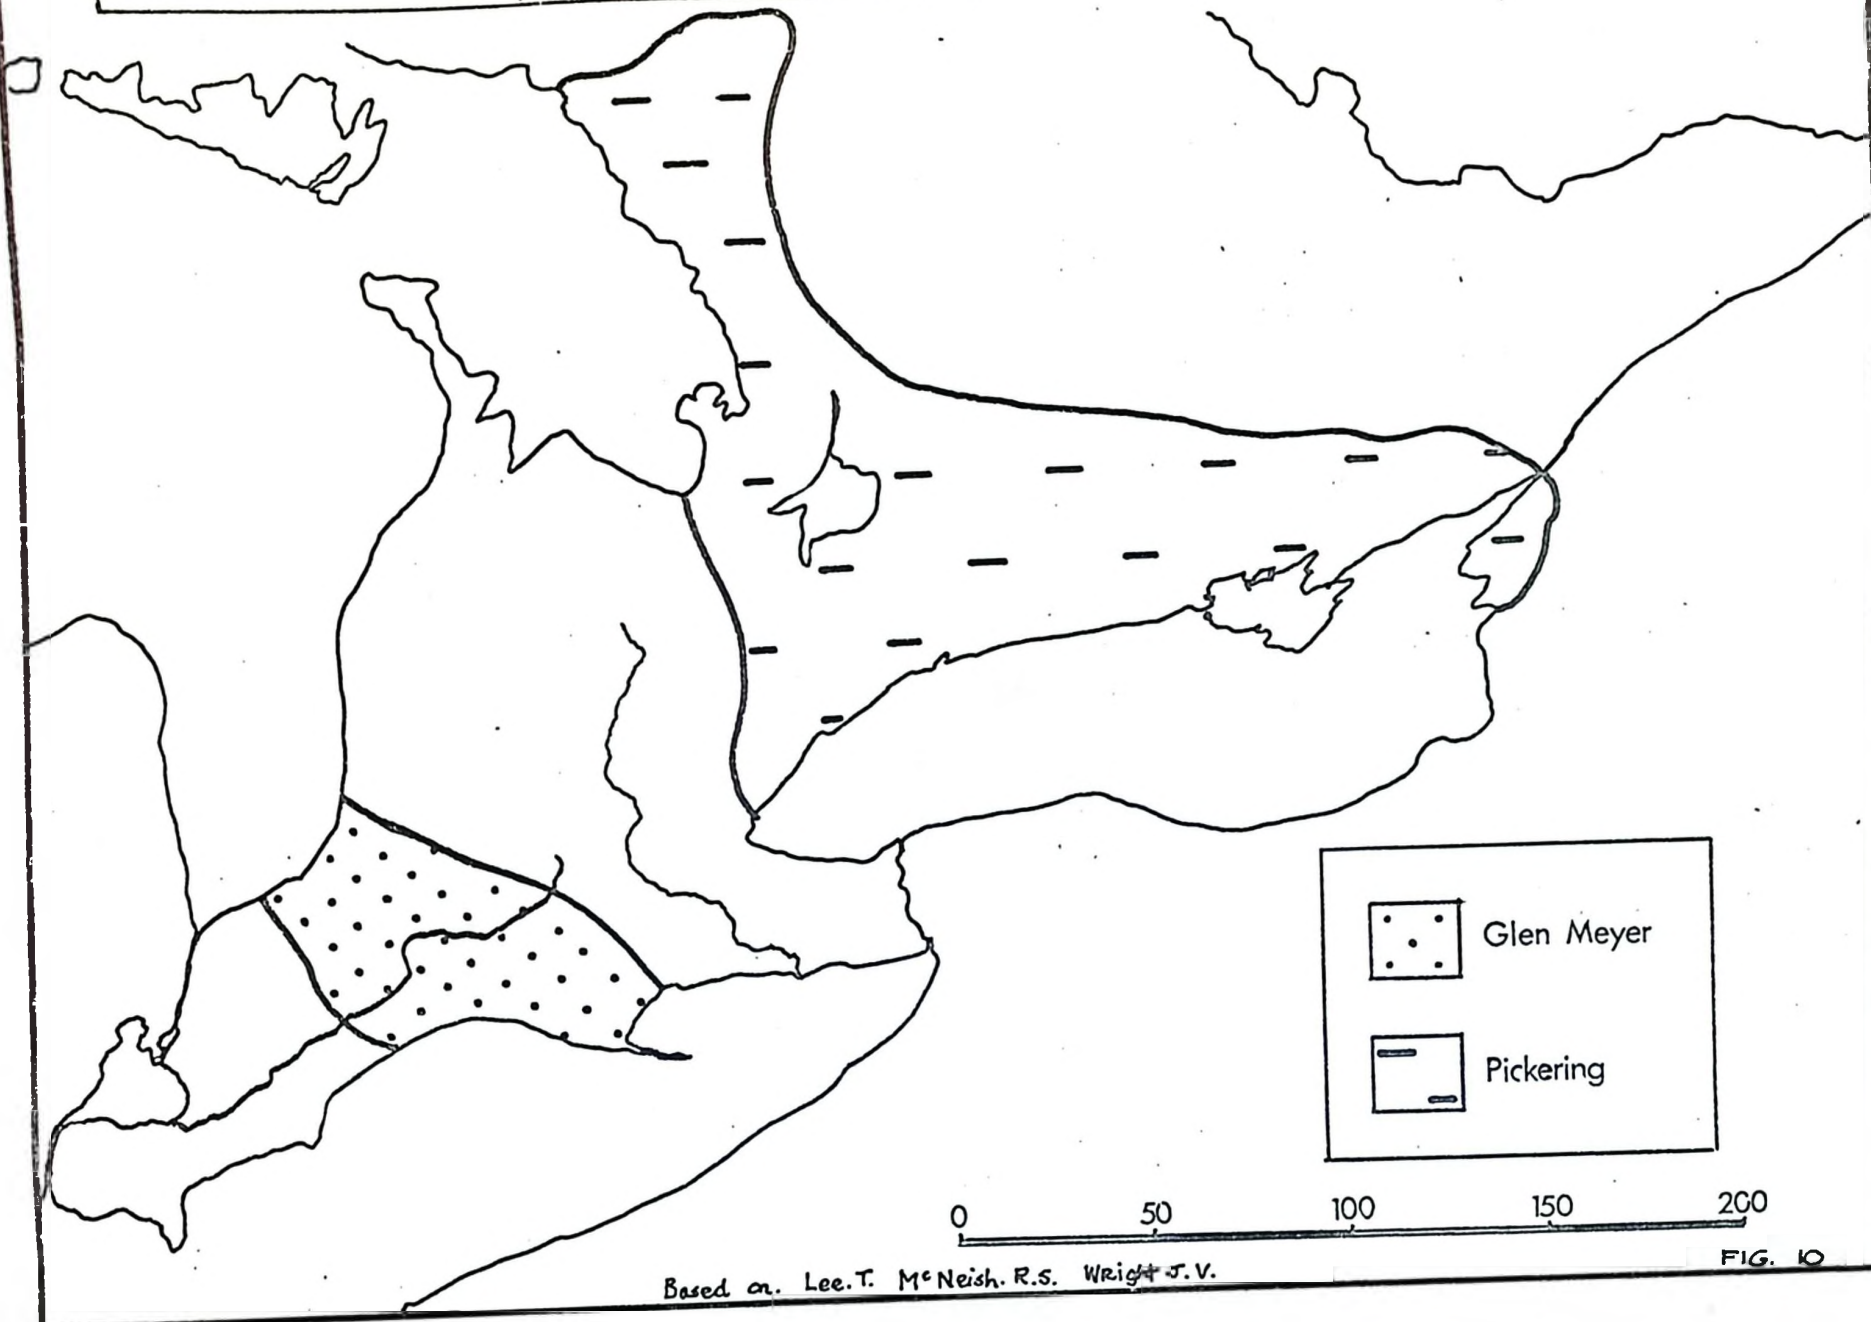 Glen Meyer
Pickering
0 50 100 150 200
FIG. 10
Based on. Lee.T. McNeish.R.S. Wright J.V.